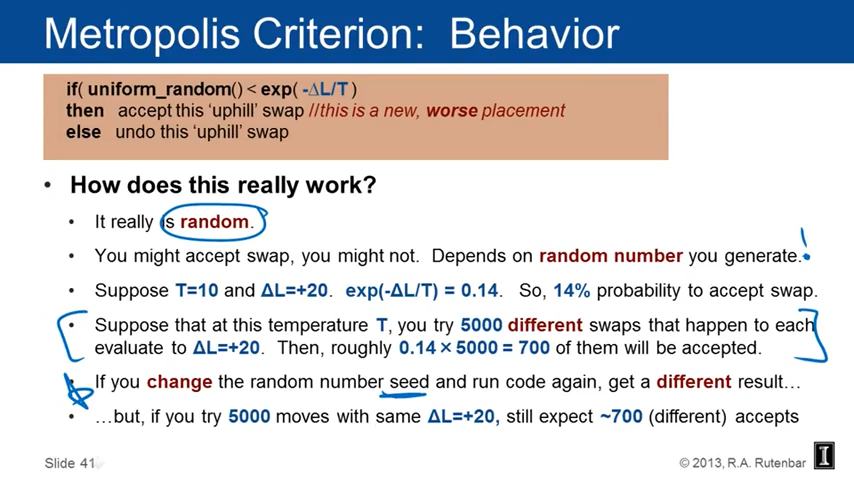 Metropolis Criterion: Behavior
if( uniform_random() < exp( -∆L/T )
then accept this ‘uphill’ swap //this is a new, worse placement
else undo this ‘uphill’ swap
• How does this really work?
• It really is random.
• You might accept swap, you might not. Depends on random number you generate.
• Suppose T=10 and ΔL=+20. exp(-ΔL/T) = 0.14. So, 14% probability to accept swap.
• Suppose that at this temperature T, you try 5000 different swaps that happen to each
evaluate to ΔL=+20. Then, roughly 0.14 × 5000 = 700 of them will be accepted.
• If you change the random number seed and run code again, get a different result…
• …but, if you try 5000 moves with same ΔL=+20, still expect ~700 (different) accepts
Slide 41
© 2013, R.A. Rutenbar
I